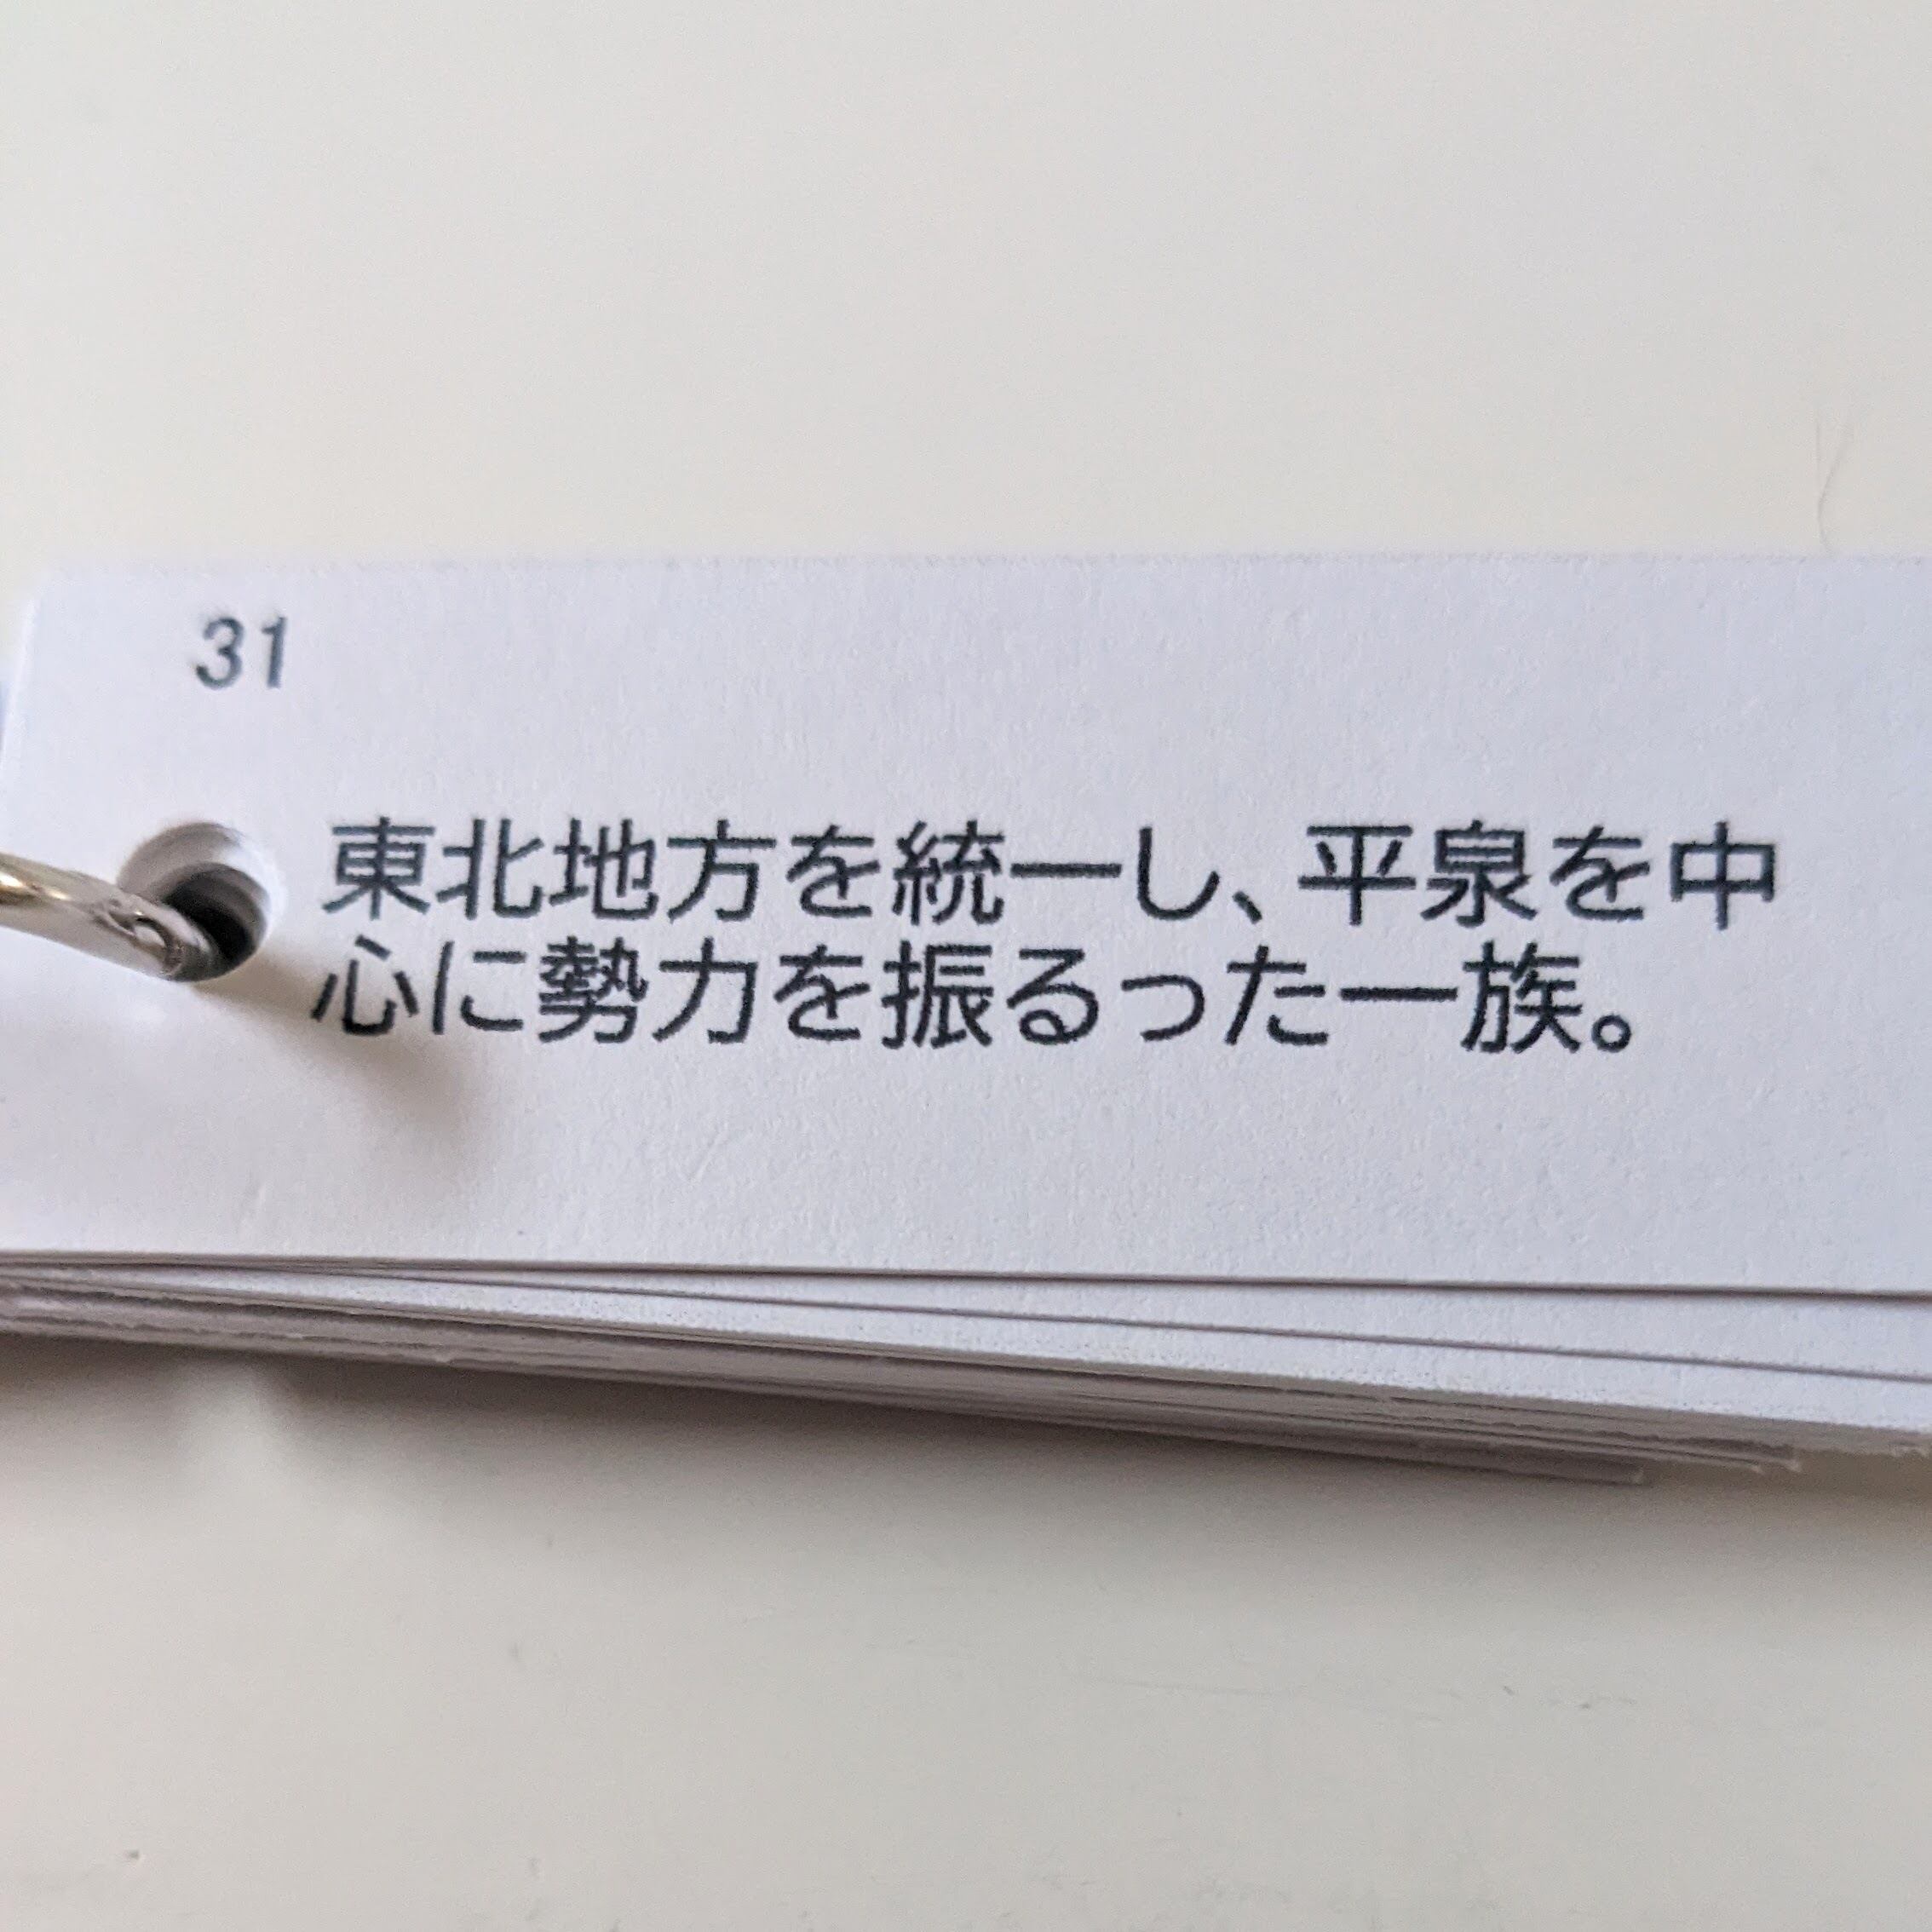 31
東北地方を統一し、平泉を中
心に勢力を振るった一族。